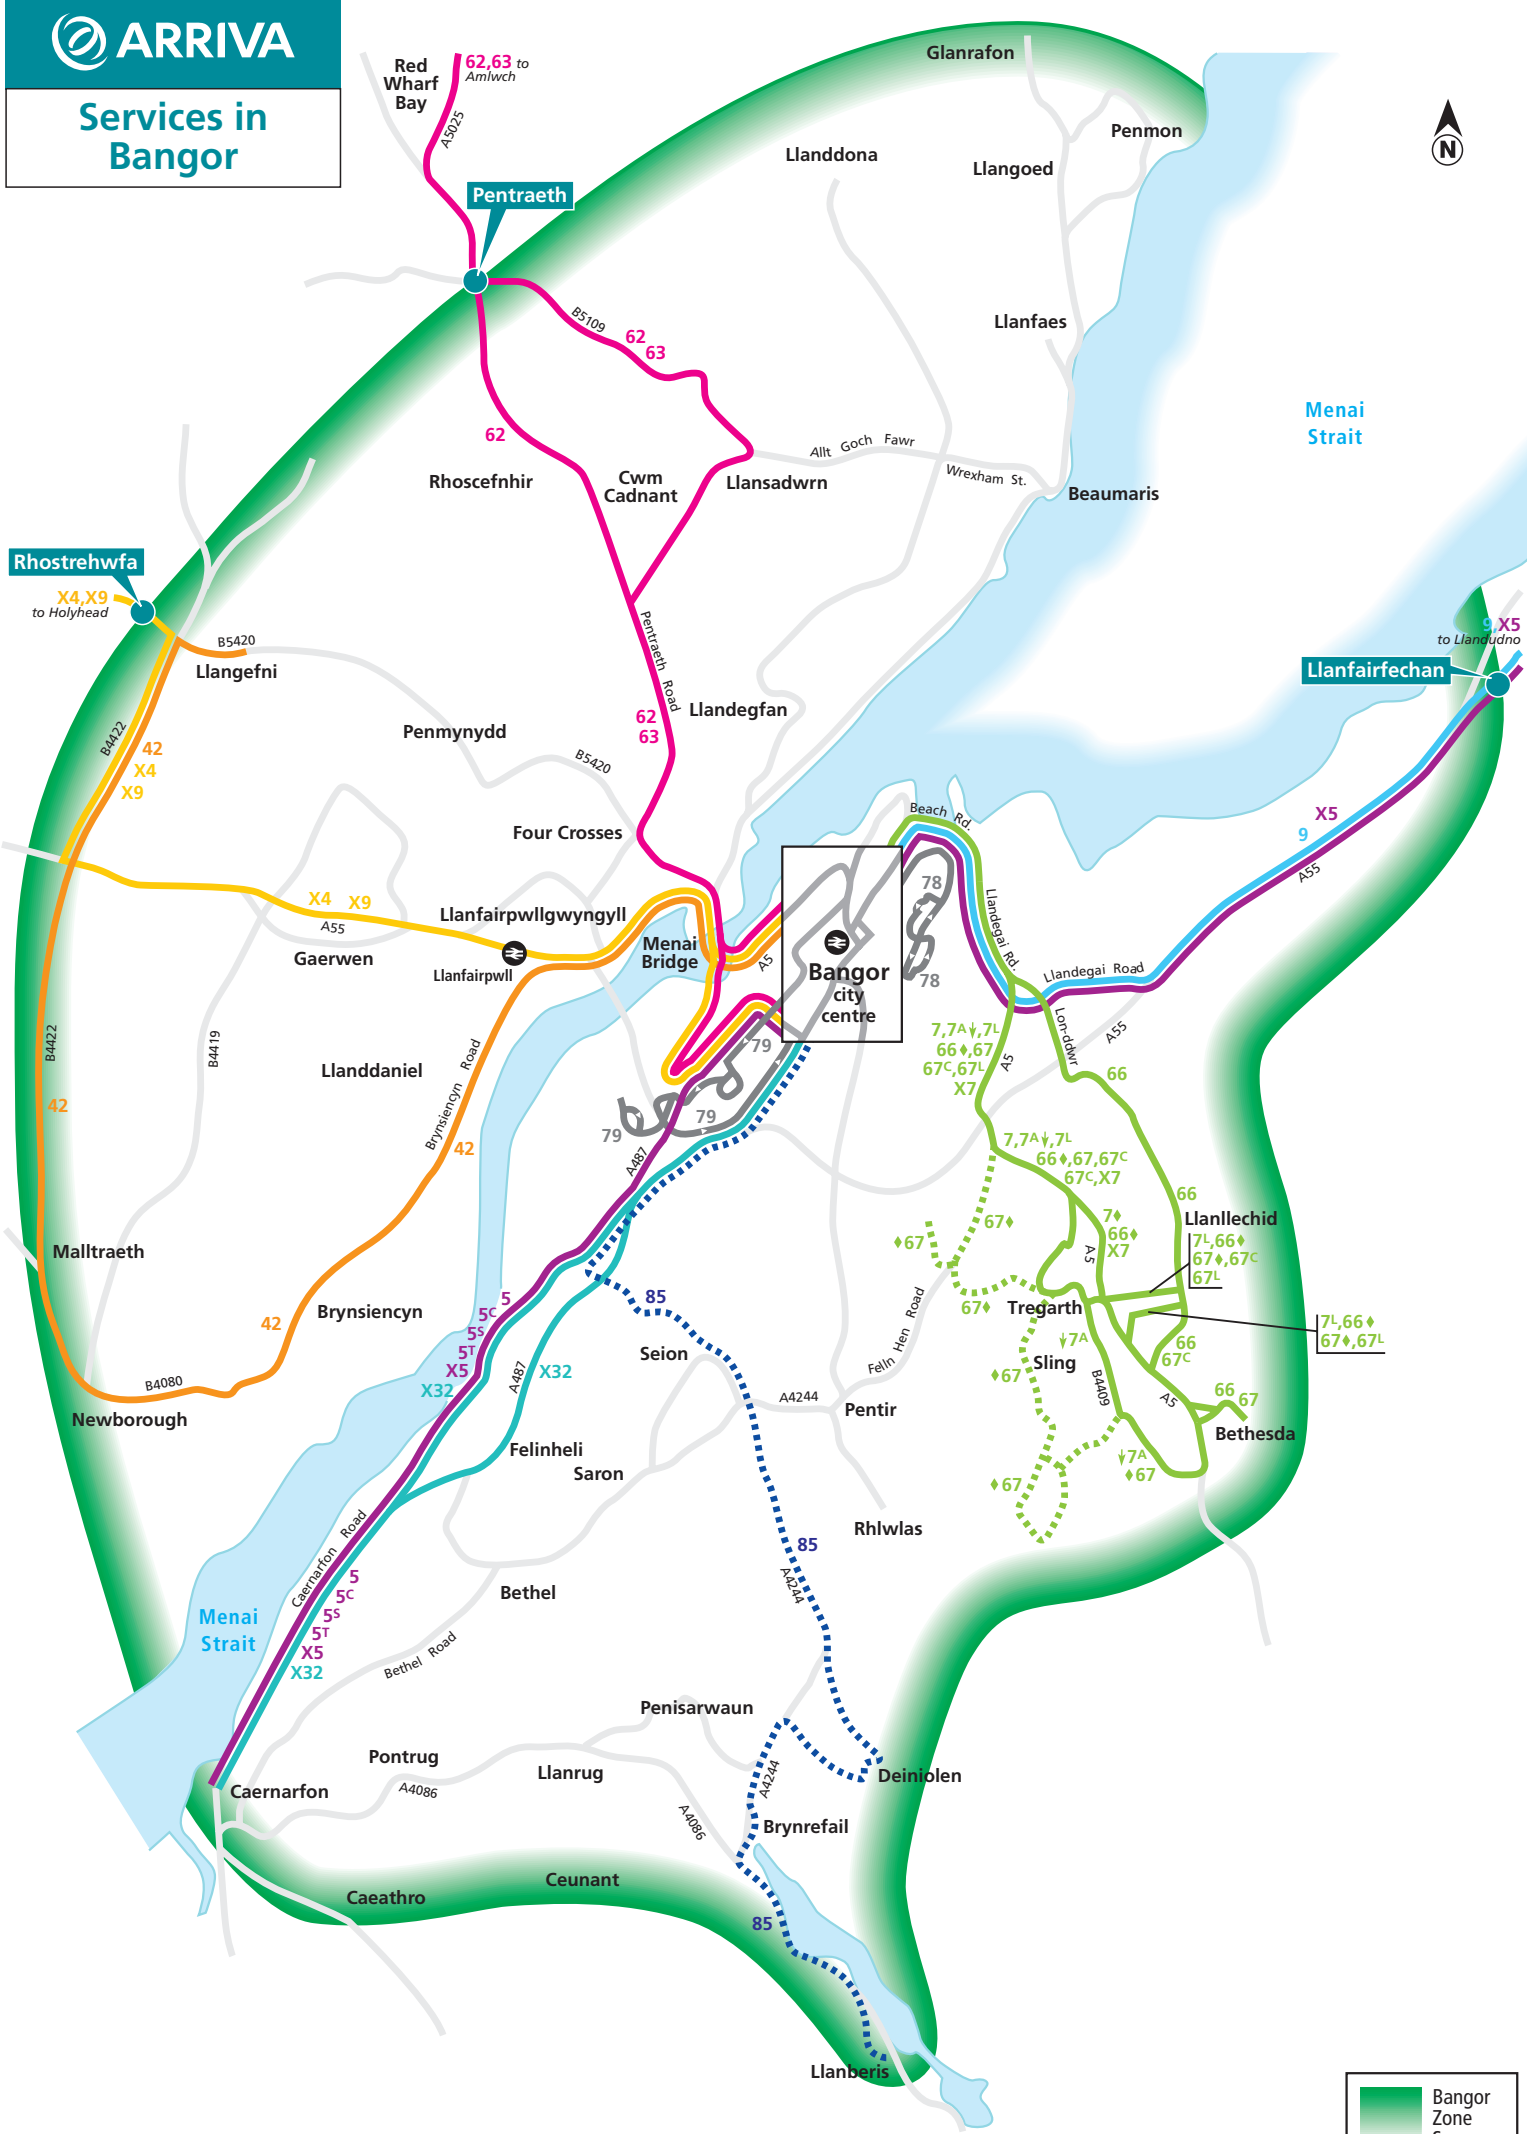 ARRIVA
Services in
Bangor
Red
Wharf
Bay
62,63 to
Amlwch
A5025
Glanrafon
Penmon
N
Llanddona
Llangoed
Pentraeth
B5109
62
63
Llanfaes
Menai
Strait
62
Allt Goch Fawr
Rhoscefnhir
Cwm
Cadnant
Llansadwrn
Wrexham St.
Beaumaris
Rhostrehwfa
X4,X9
to Holyhead
B5420
Llangefni
Pentraeth Road
9,X5
to Llandudno
Llanfairfechan
62
63
Llandegfan
Penmynydd
B5420
B4422
42
X4
X9
Four Crosses
Beach Rd.
X5
9
A55
78
X4 X9
A55
Llanfairpwllgwyngyll
Gaerwen
Llanfairpwll
Menai
Bridge
A5
Llandegai Rd.
Bangor
city
centre
78
Llandegai Road
A55
Lon-ddwr
7,7A,7L
66♦,67
67C,67L
X7
A5
B4422
B4419
79
Llanddaniel
66
42
Brynsiencyn Road
42
79
79
A487
7,7A,7L
66♦,67,67C
67C,X7
66
Llanllechid
7L,66♦
67♦,67C
67L
67♦
♦67
7♦
66♦
X7
A5
Malltraeth
85
67♦
Tregarth
Brynsiencyn
42
5
5C
5S
5T
X5
X32
7L,66♦
67♦,67L
Felln Hen Road
7A
Sling
66
67C
Seion
A487
X32
♦67
B4409
A5
66
67
B4080
Newborough
A4244
Pentir
Bethesda
Felinheli
Saron
7A
♦67
♦67
Rhlwlas
85
A4244
Caernarfon Road
5
5C
5S
5T
X5
X32
Bethel
Menai
Strait
Bethel Road
Penisarwaun
Pontrug
Llanrug
A4244
Deiniolen
Caernarfon
A4086
A4086
Brynrefail
Ceunant
Caeathro
85
Llanberis
Bangor
Zone